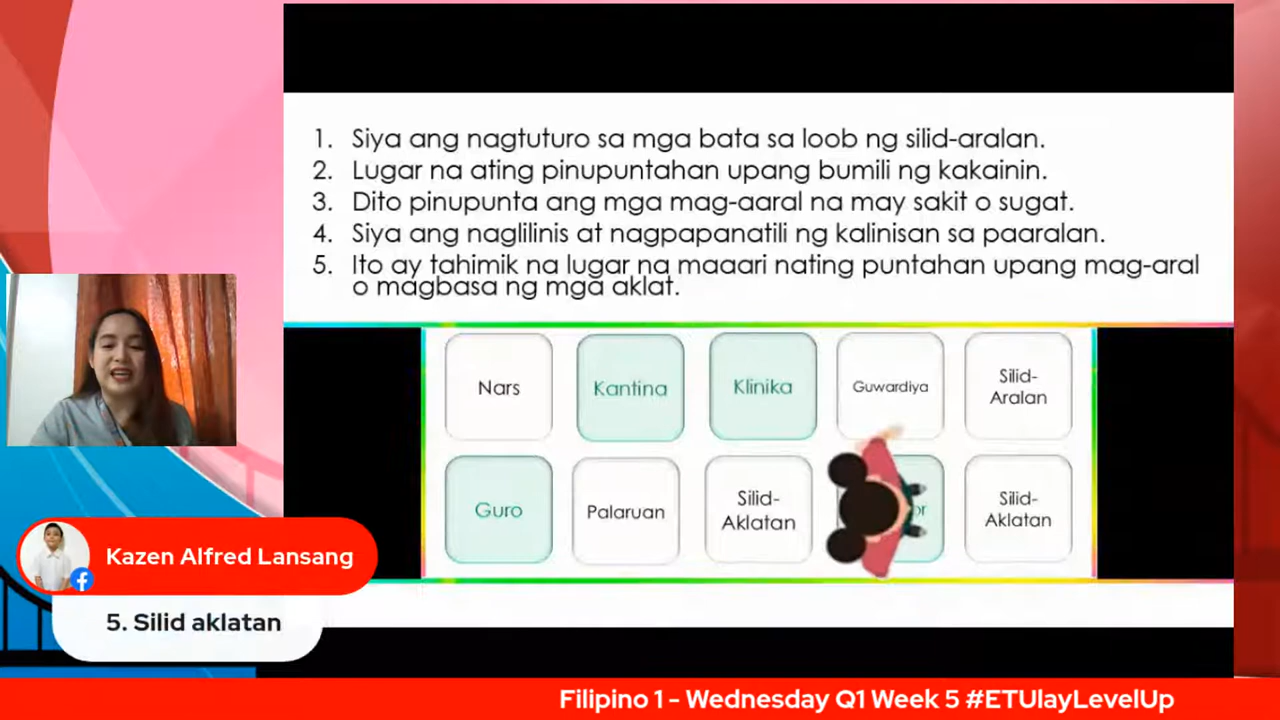 1. Siya ang nagtuturo sa mga bata sa loob ng silid-aralan.
2. Lugar na ating pinupuntahan upang bumili ng kakainin.
3. Dito pinupunta ang mga mag-aaral na may sakit o sugat.
4. Siya ang naglilinis at nagpapanatili ng kalinisan sa paaralan.
5. Ito ay tahimik na lugar na maaari nating puntahan upang mag-aral
o magbasa ng mga aklat.
Nars
Kantina
Klinika
Guwardiya
Silid-
Aralan
Guro
Palaruan
Silid-
Aklatan
Silid-
Aklatan
Kazen Alfred Lansang
5. Silid aklatan
Filipino 1 - Wednesday Q1 Week 5 #ETUlayLevelUp